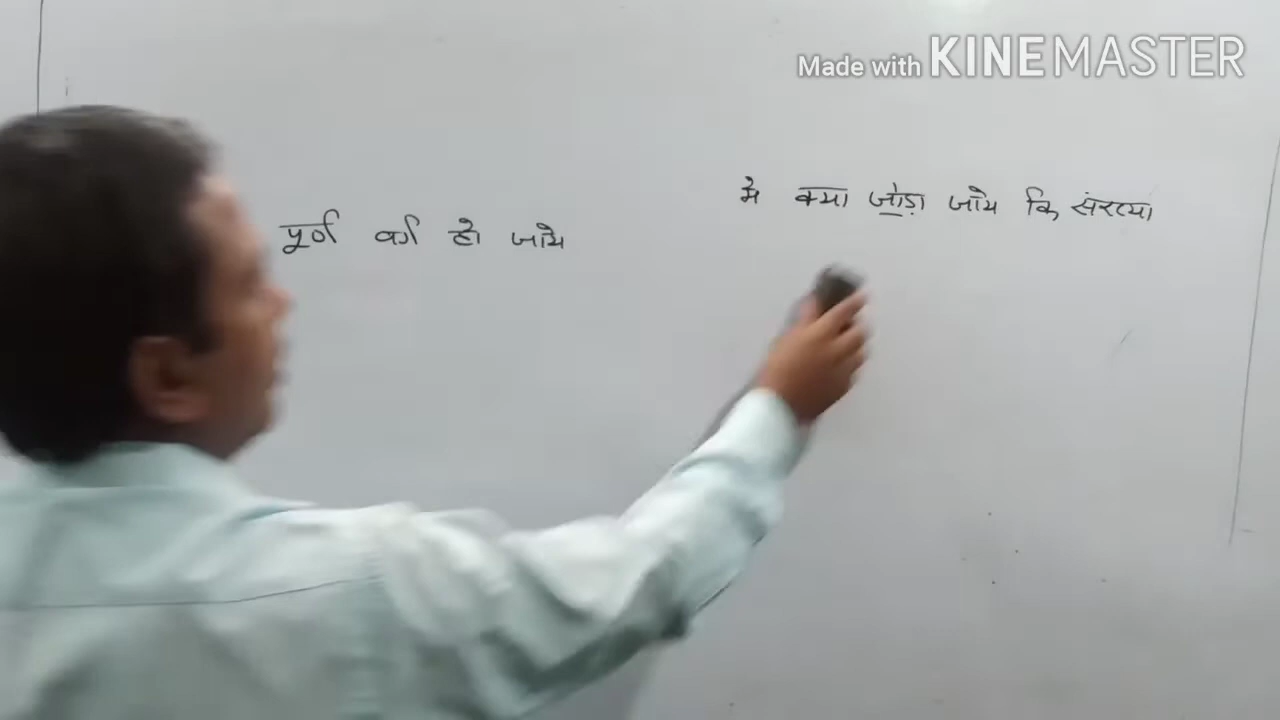 Made with KINEMASTER
में क्या जोड़ा जाये कि संख्या
पूर्ण वर्ग हो जाये